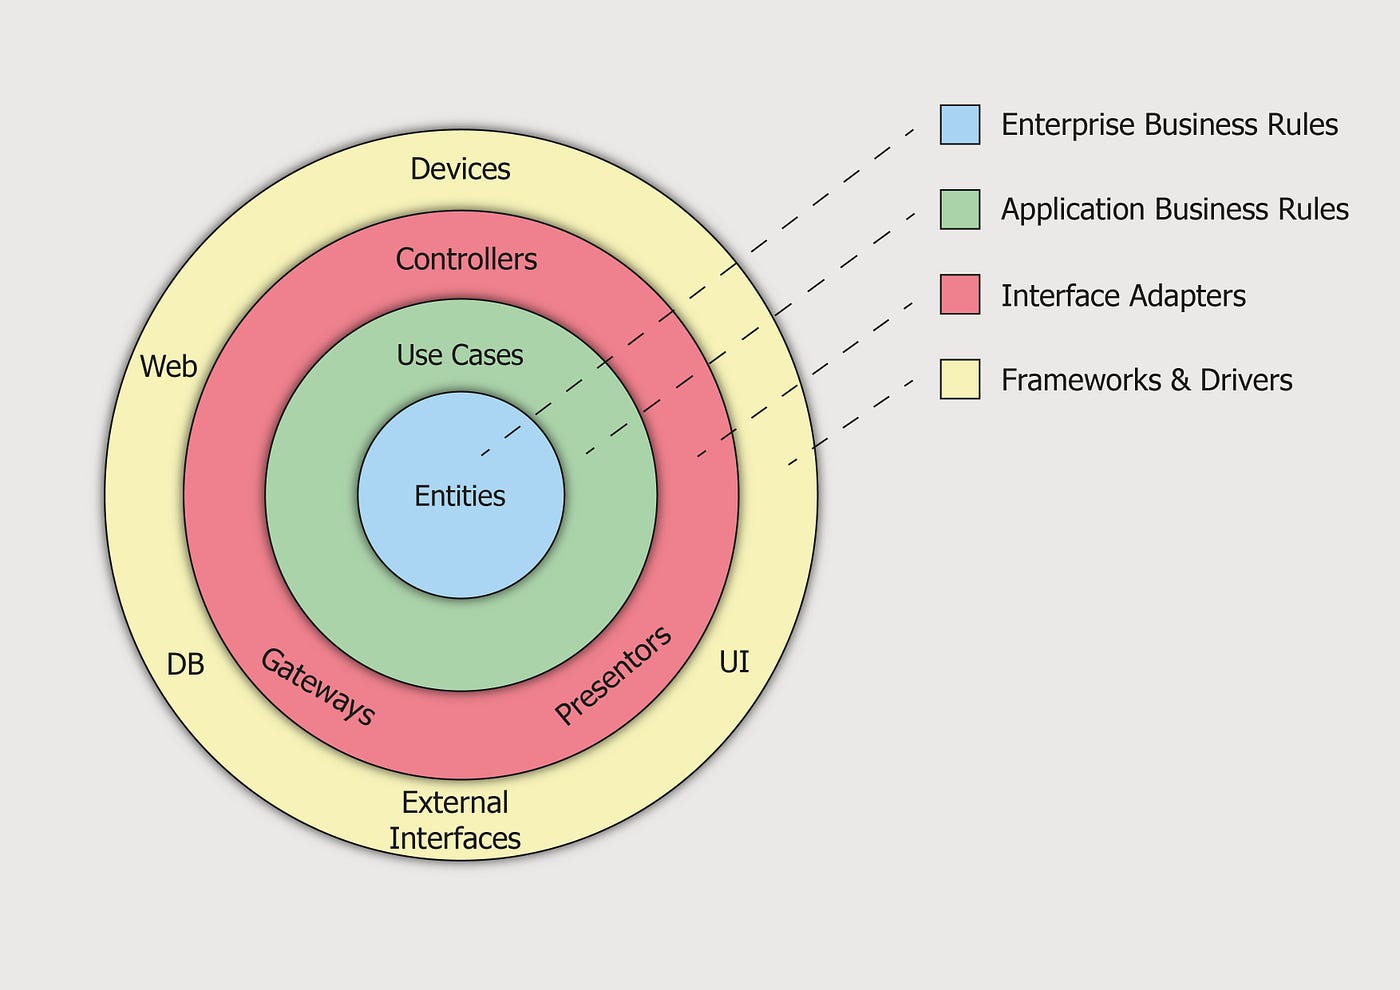 Devices
Controllers
Web
Use Cases
Entities
DB
Gateways
Presentors
UI
External
Interfaces
Enterprise Business Rules
Application Business Rules
Interface Adapters
Frameworks & Drivers